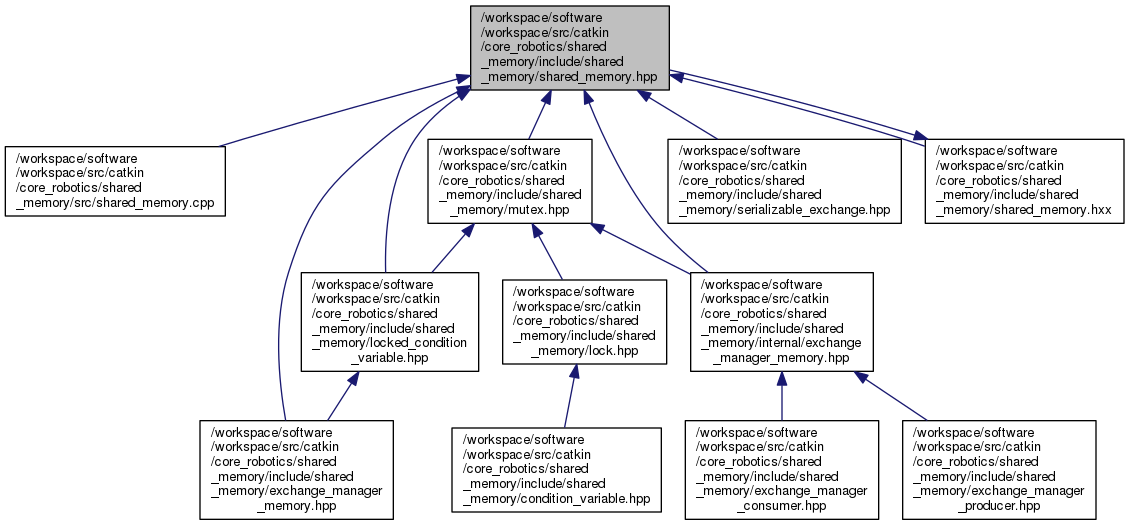 /workspace/software
/workspace/src/catkin
/core_robotics/shared
_memory/include/shared
_memory/shared_memory.hpp
/workspace/software
/workspace/src/catkin
/core_robotics/shared
_memory/src/shared_memory.cpp
/workspace/software
/workspace/src/catkin
/core_robotics/shared
_memory/include/shared
_memory/mutex.hpp
/workspace/software
/workspace/src/catkin
/core_robotics/shared
_memory/include/shared
_memory/serializable_exchange.hpp
/workspace/software
/workspace/src/catkin
/core_robotics/shared
_memory/include/shared
_memory/shared_memory.hxx
/workspace/software
/workspace/src/catkin
/core_robotics/shared
_memory/include/shared
_memory/locked_condition
_variable.hpp
/workspace/software
/workspace/src/catkin
/core_robotics/shared
_memory/include/shared
_memory/lock.hpp
/workspace/software
/workspace/src/catkin
/core_robotics/shared
_memory/include/shared
_memory/internal/exchange
_manager_memory.hpp
/workspace/software
/workspace/src/catkin
/core_robotics/shared
_memory/include/shared
_memory/exchange_manager
_memory.hpp
/workspace/software
/workspace/src/catkin
/core_robotics/shared
_memory/include/shared
_memory/condition_variable.hpp
/workspace/software
/workspace/src/catkin
/core_robotics/shared
_memory/include/shared
_memory/exchange_manager
_consumer.hpp
/workspace/software
/workspace/src/catkin
/core_robotics/shared
_memory/include/shared
_memory/exchange_manager
_producer.hpp